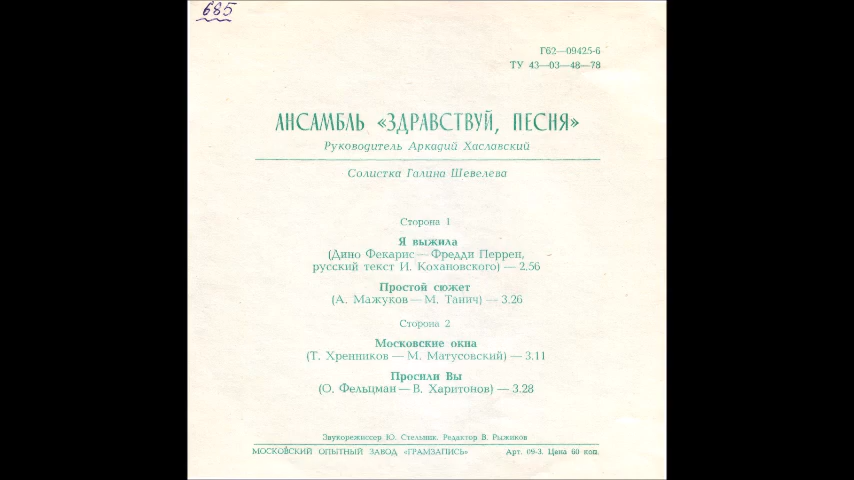 685
Г62—09425-6
ТУ 43—03—48—78
АНСАМБЛЬ «ЗДРАВСТВУЙ, ПЕСНЯ»
Руководитель Аркадий Хаславский
Солистка Галина Шевелева
Сторона 1
Я выжила
(Дино Фекарис — Фредди Перрен,
русский текст И. Кохановского) — 2.56
Простой сюжет
(А. Мажуков — М. Танич) — 3.26
Сторона 2
Московские окна
(Т. Хренников — М. Матусовский) — 3.11
Просили Вы
(О. Фельцман — В. Харитонов) — 3.28
Звукорежиссер Ю. Стельник. Редактор В. Рыжиков
МОСКОВСКИЙ ОПЫТНЫЙ ЗАВОД «ГРАМЗАПИСЬ» Арт. 09-3. Цена 60 коп.